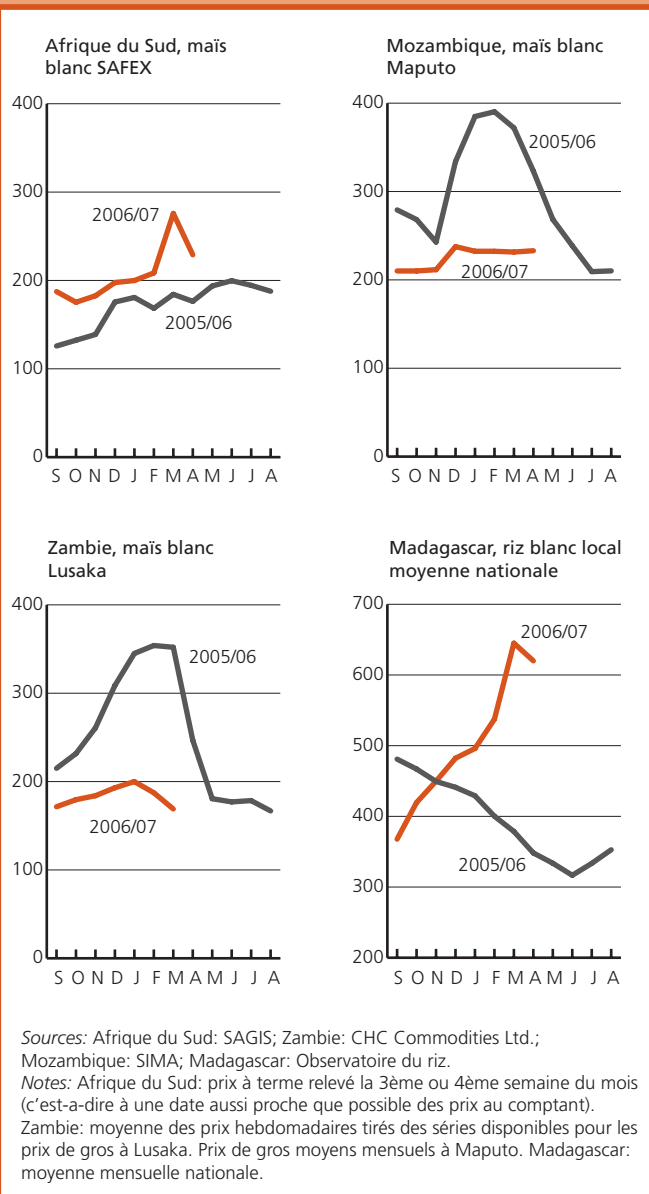 Afrique du Sud, maïs
blanc SAFEX
400
300
200
100
0
2006/07
2005/06
S O N D J F M A M J J A
Mozambique, maïs blanc
Maputo
400
300
200
100
0
2005/06
2006/07
S O N D J F M A M J J A
Zambie, maïs blanc
Lusaka
400
300
200
100
0
2005/06
2006/07
S O N D J F M A M J J A
Madagascar, riz blanc local
moyenne nationale
700
600
500
400
300
200
2006/07
2005/06
S O N D J F M A M J J A
Sources: Afrique du Sud: SAGIS; Zambie: CHC Commodities Ltd.;
Mozambique: SIMA; Madagascar: Observatoire du riz.
Notes: Afrique du Sud: prix à terme relevé la 3ème ou 4ème semaine du mois
(c’est-a-dire à une date aussi proche que possible des prix au comptant).
Zambie: moyenne des prix hebdomadaires tirés des séries disponibles pour les
prix de gros à Lusaka. Prix de gros moyens mensuels à Maputo. Madagascar:
moyenne mensuelle nationale.